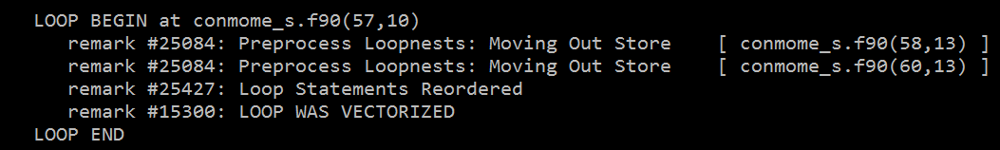 LOOP BEGIN at conmome_s.f90(57,10)
remark #25084: Preprocess Loopnests: Moving Out Store    [ conmome_s.f90(58,13) ]
remark #25084: Preprocess Loopnests: Moving Out Store    [ conmome_s.f90(60,13) ]
remark #25427: Loop Statements Reordered
remark #15300: LOOP WAS VECTORIZED
LOOP END